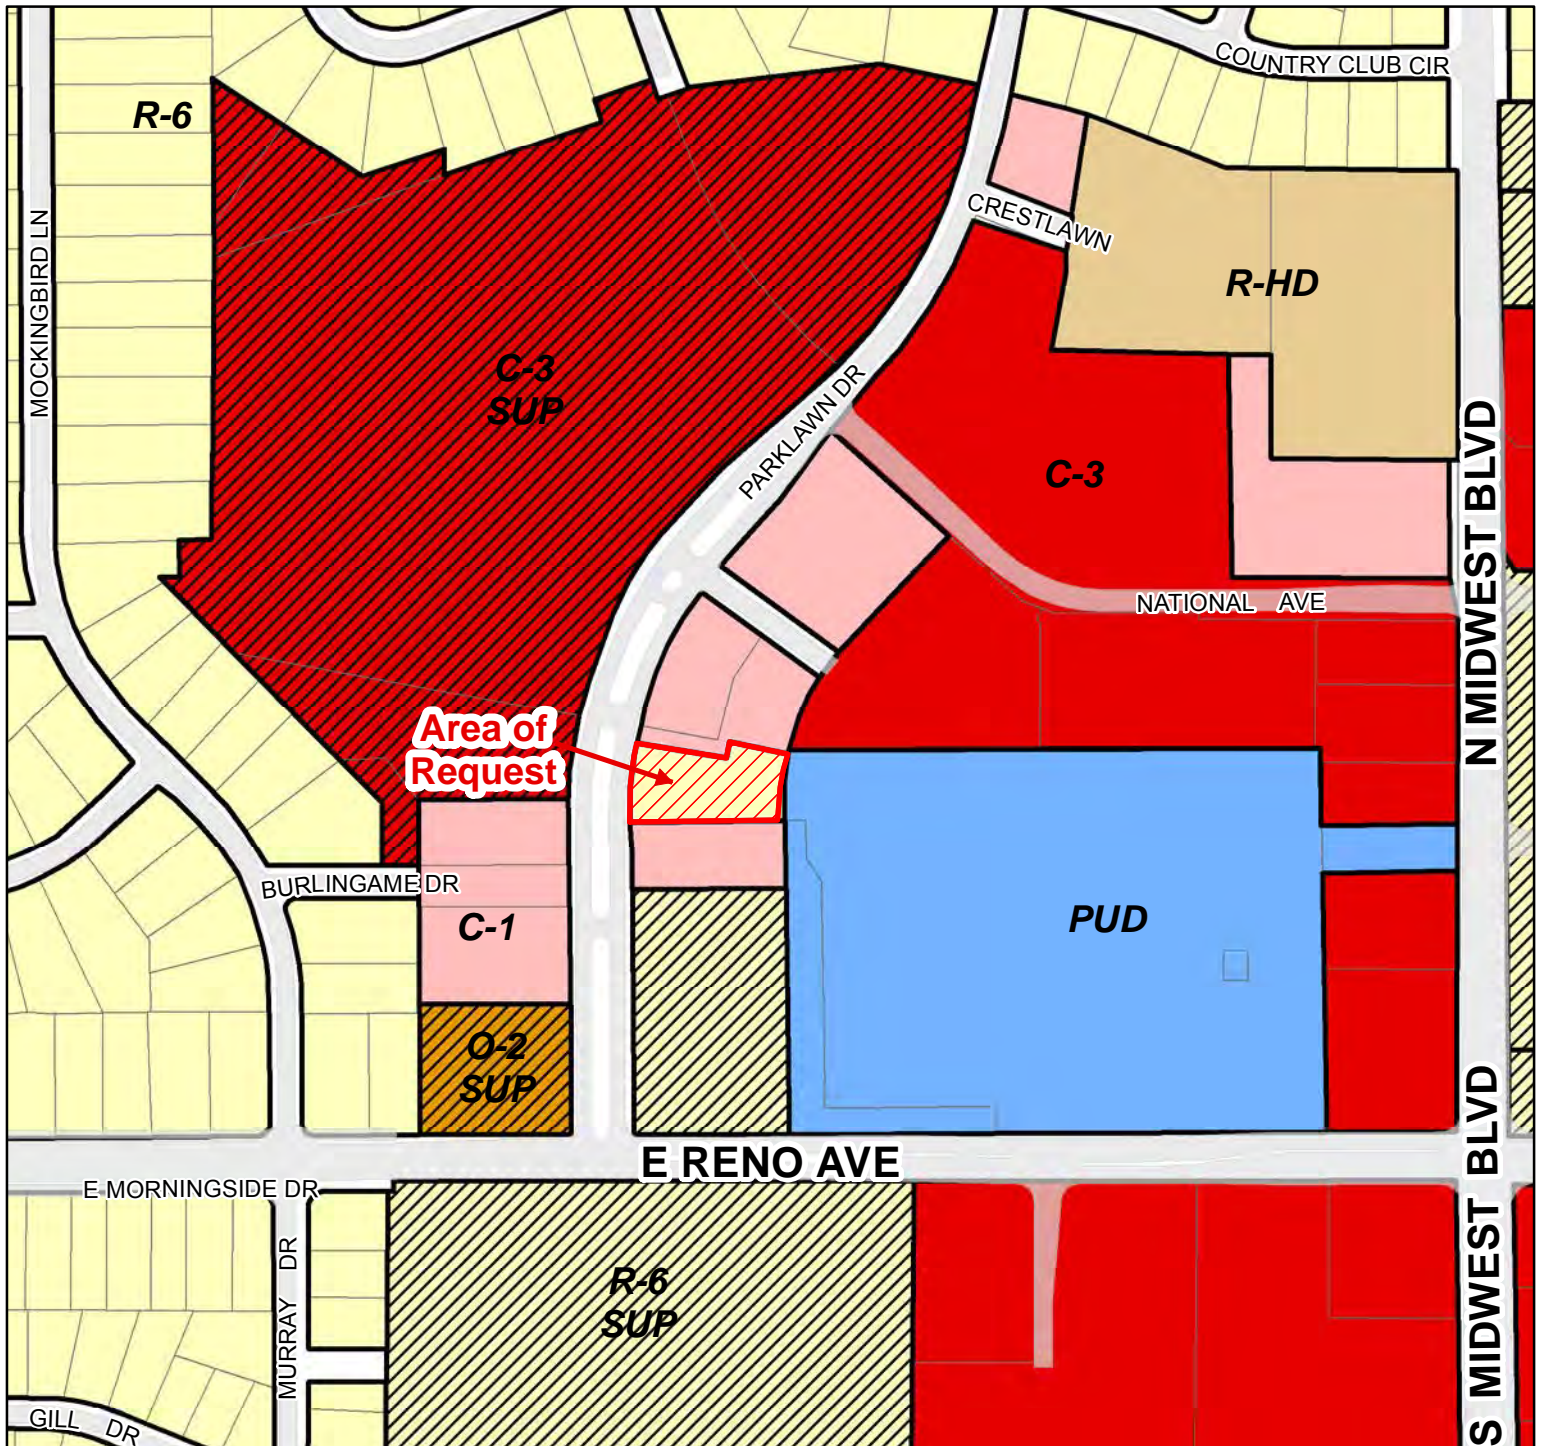 COUNTRY CLUB CIR
R-6
CRESTLAWN
MOCKINGBIRD LN
R-HD
C-3
SUP
PARKLAWN DR
C-3
N MIDWEST BLVD
NATIONAL AVE
Area of
Request
BURLINGAME DR
C-1
PUD
O-2
SUP
E RENO AVE
S MIDWEST BLVD
E MORNINGSIDE DR
MURRAY DR
R-6
SUP
GILL DR